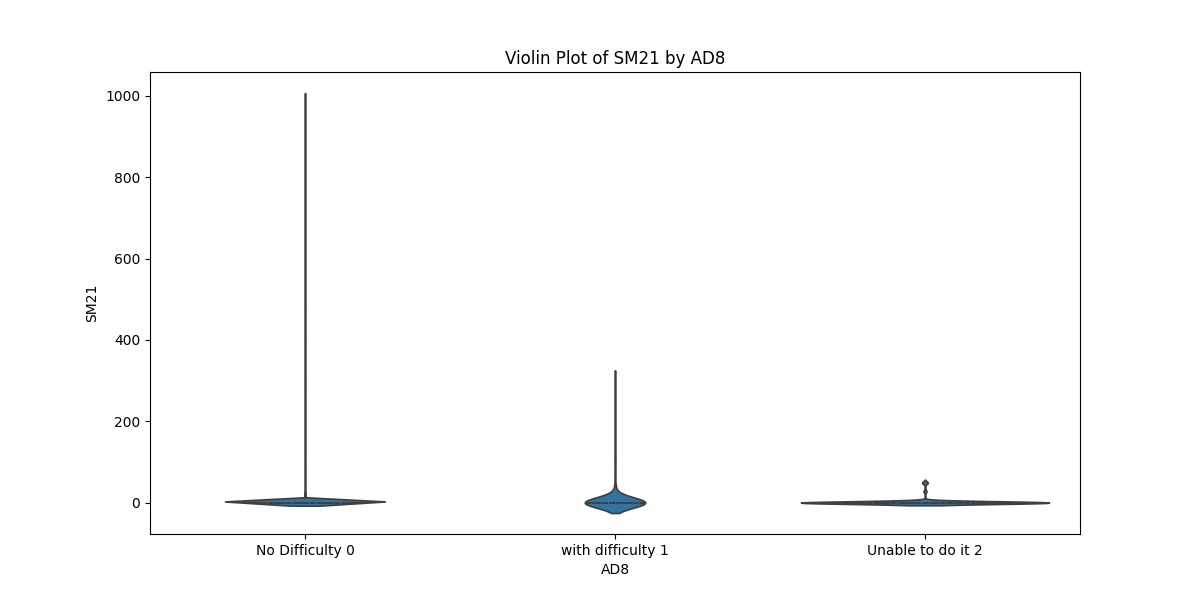 Violin Plot of SM21 by AD8
1000
800
600
400
200
0
SM21
No Difficulty 0
with difficulty 1
Unable to do it 2
AD8